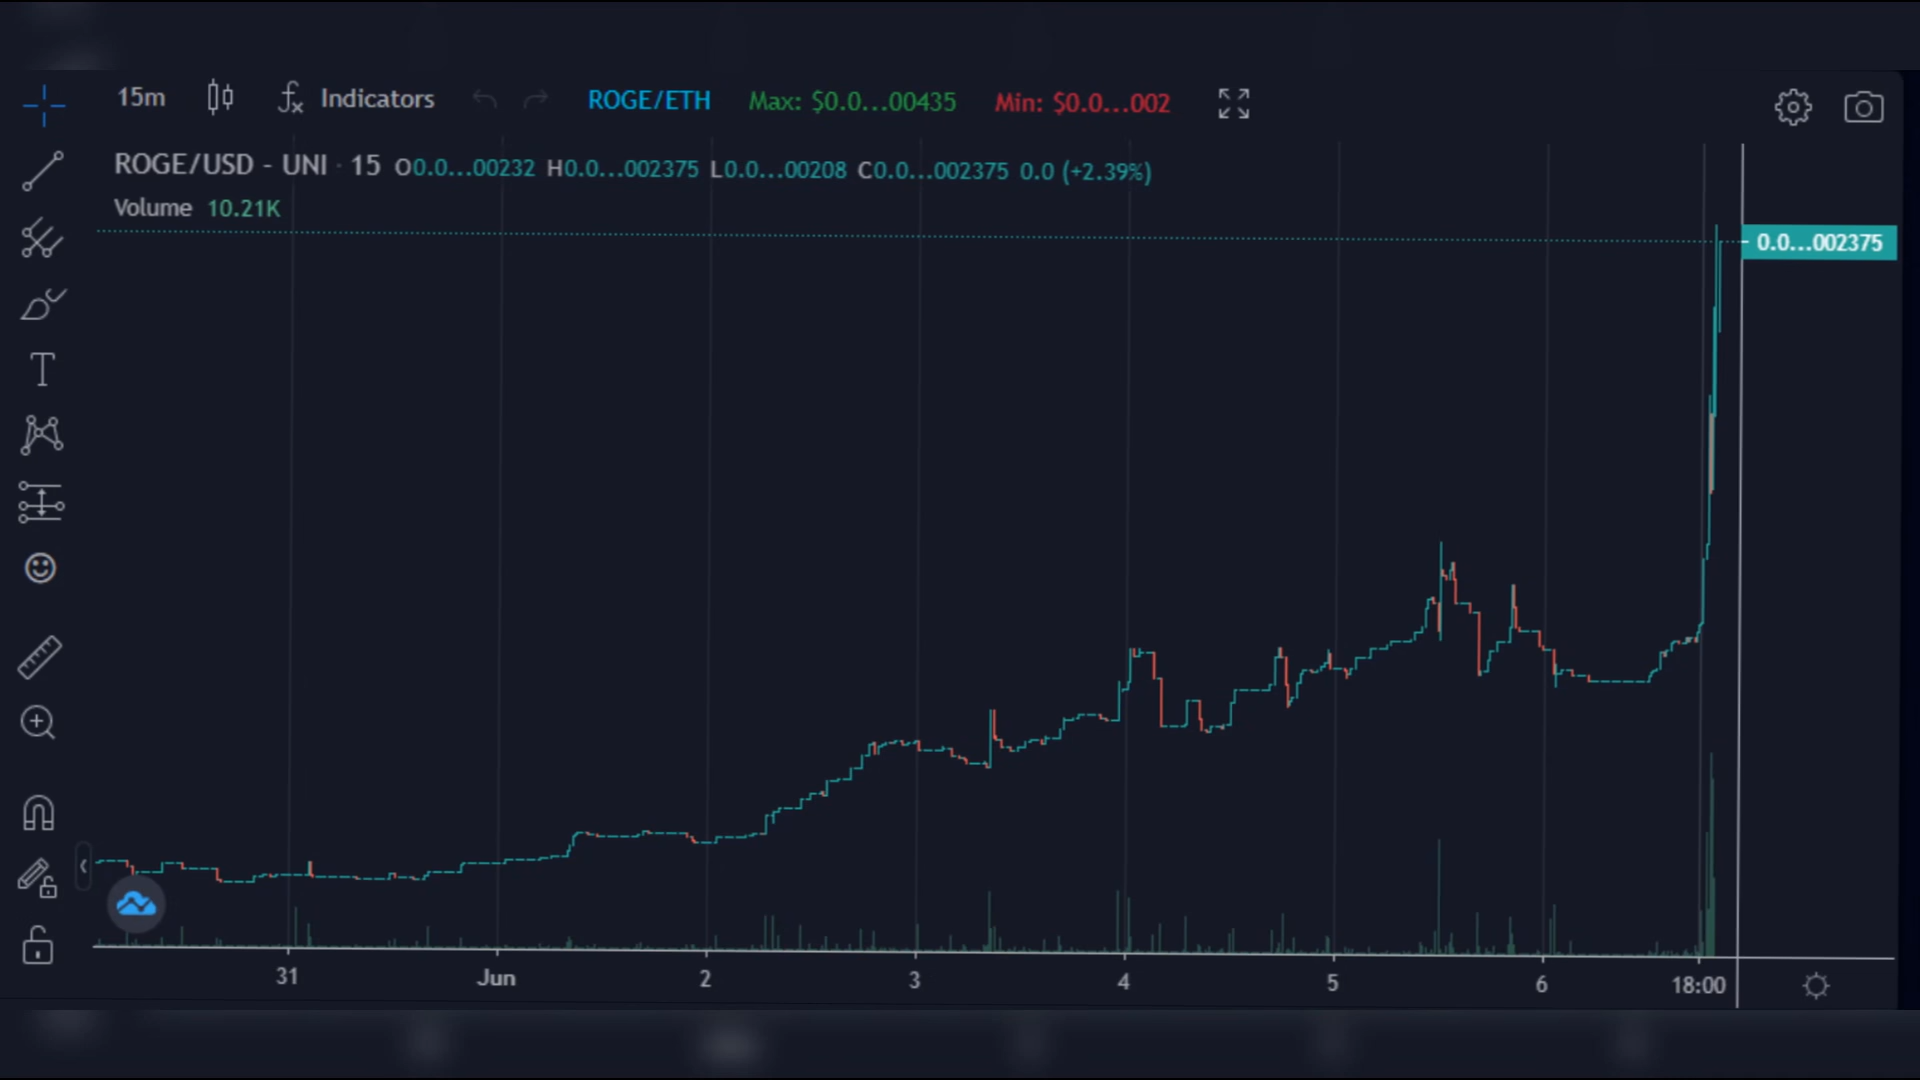 15m Indicators ROGE/ETH Max: $0.0...00435 Min: $0.0...002
ROGE/USD - UNI · 15 O0.0...00232 H0.0...002375 L0.0...00208 C0.0...002375 0.0 (+2.39%)
Volume 10.21K
0.0...002375
31 Jun 2 3 4 5 6 18:00